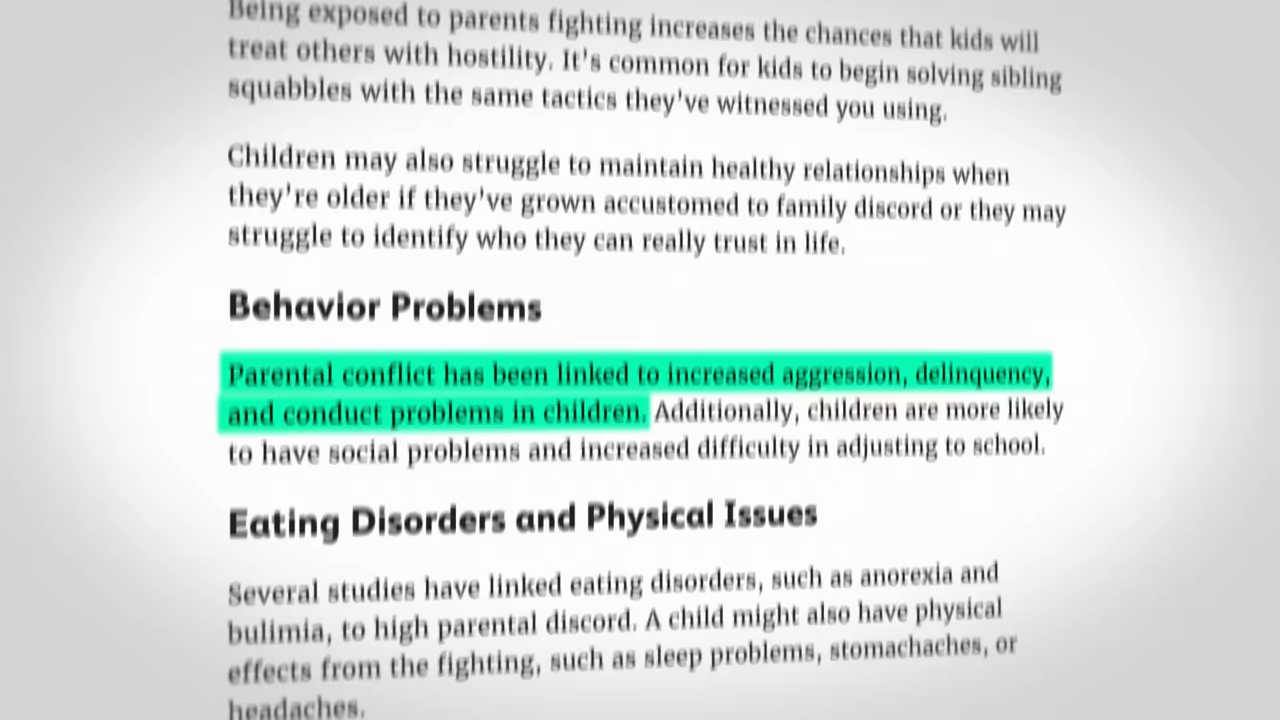 Being exposed to parents fighting increases the chances that kids will
treat others with hostility. It's common for kids to begin solving sibling
squabbles with the same tactics they've witnessed you using.
Children may also struggle to maintain healthy relationships when
they're older if they've grown accustomed to family discord or they may
struggle to identify who they can really trust in life.
Behavior Problems
Parental conflict has been linked to increased aggression, delinquency,
and conduct problems in children. Additionally, children are more likely
to have social problems and increased difficulty in adjusting to school.
Eating Disorders and Physical Issues
Several studies have linked eating disorders, such as anorexia and
bulimia, to high parental discord. A child might also have physical
effects from the fighting, such as sleep problems, stomachaches, or
headaches.